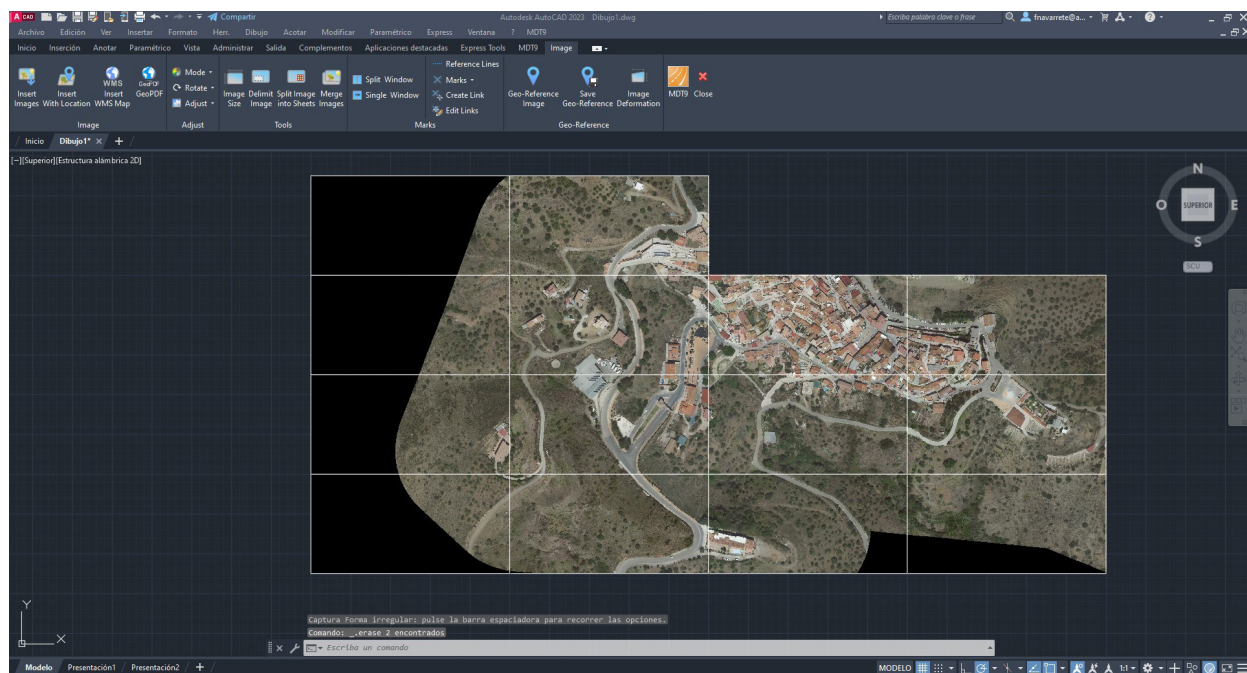 A CAD Compartir Autodesk AutoCAD 2023 Dibujo1.dwg Escriba palabra clave o frase fnavarrete@a...
Archivo Edición Ver Insertar Formato Herr. Dibujo Acotar Modificar Paramétrico Express Ventana ? MDT9
Inicio Inserción Anotar Paramétrico Vista Administrar Salida Complementos Aplicaciones destacadas Express Tools MDT9 Image
Insert Images
Insert With Location
WMS Insert WMS Map
GeoPDF GeoPDF
Mode
Rotate
Adjust
Image Size
Delimit Image
Split Image into Sheets
Merge Images
Split Window
Single Window
Reference Lines
Marks
Create Link
Edit Links
Geo-Reference Image
Save Geo-Reference
Image Deformation
MDT9
Close
Image Adjust Tools Marks Geo-Reference
Inicio Dibujo1* +
[-][Superior][Estructura alámbrica 2D]
N
O SUPERIOR E
S
SCU
Y
X
Captura Forma irregular: pulse la barra espaciadora para recorrer las opciones.
Comando: _.erase 2 encontrados
Escriba un comando
Modelo Presentación1 Presentación2 + MODELO 1:1